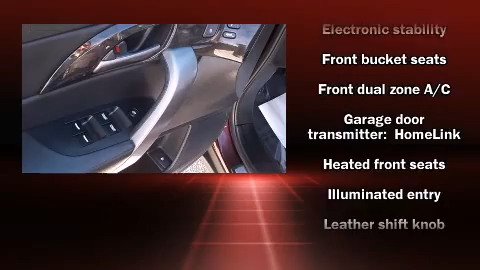 Electronic stability
Front bucket seats
Front dual zone A/C
Garage door
transmitter:  HomeLink
Heated front seats
Illuminated entry
Leather shift knob